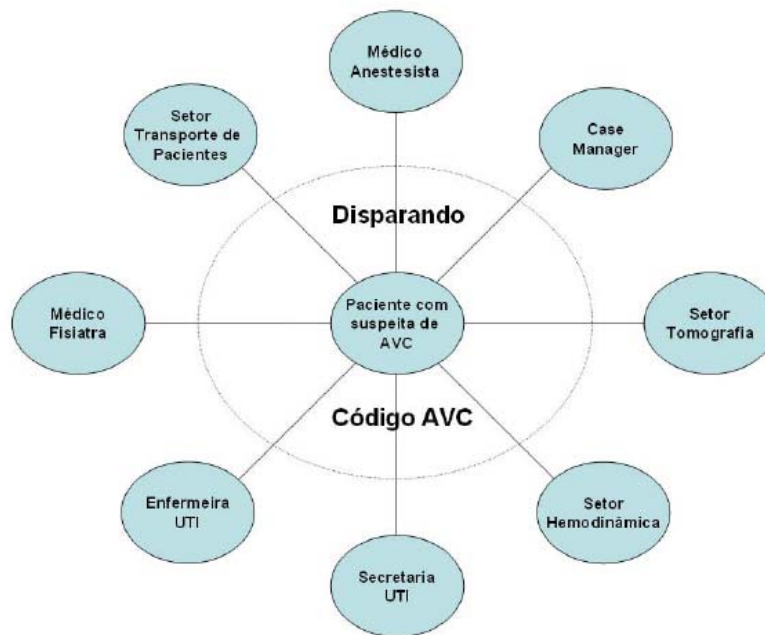 Médico
Anestesista
Setor
Transporte de
Pacientes
Case
Manager
Disparando
Médico
Fisiatra
Paciente com
suspeita de
AVC
Setor
Tomografia
Código AVC
Enfermeira
UTI
Setor
Hemodinâmica
Secretaria
UTI